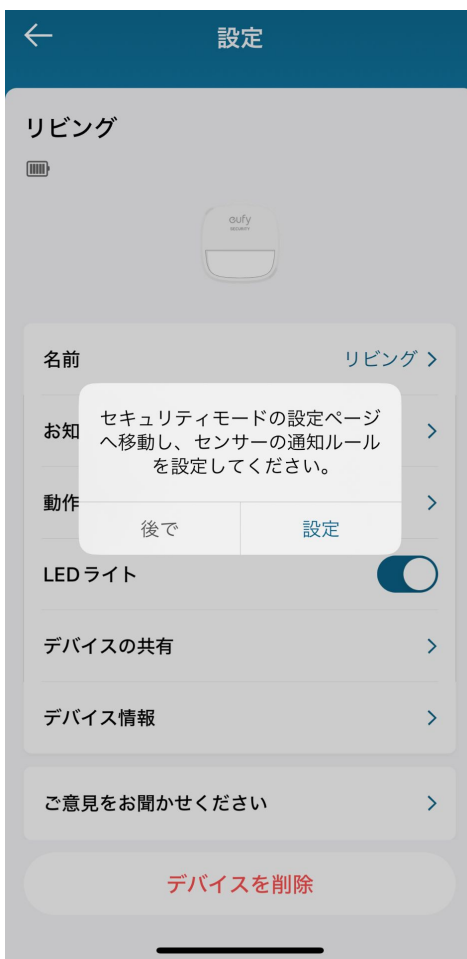 設定
リビング
eufy
SECURITY
名前
リビング
お知
セキュリティモードの設定ページ
へ移動し、センサーの通知ルール
を設定してください。
動作
後で
設定
LEDライト
デバイスの共有
デバイス情報
ご意見をお聞かせください
デバイスを削除